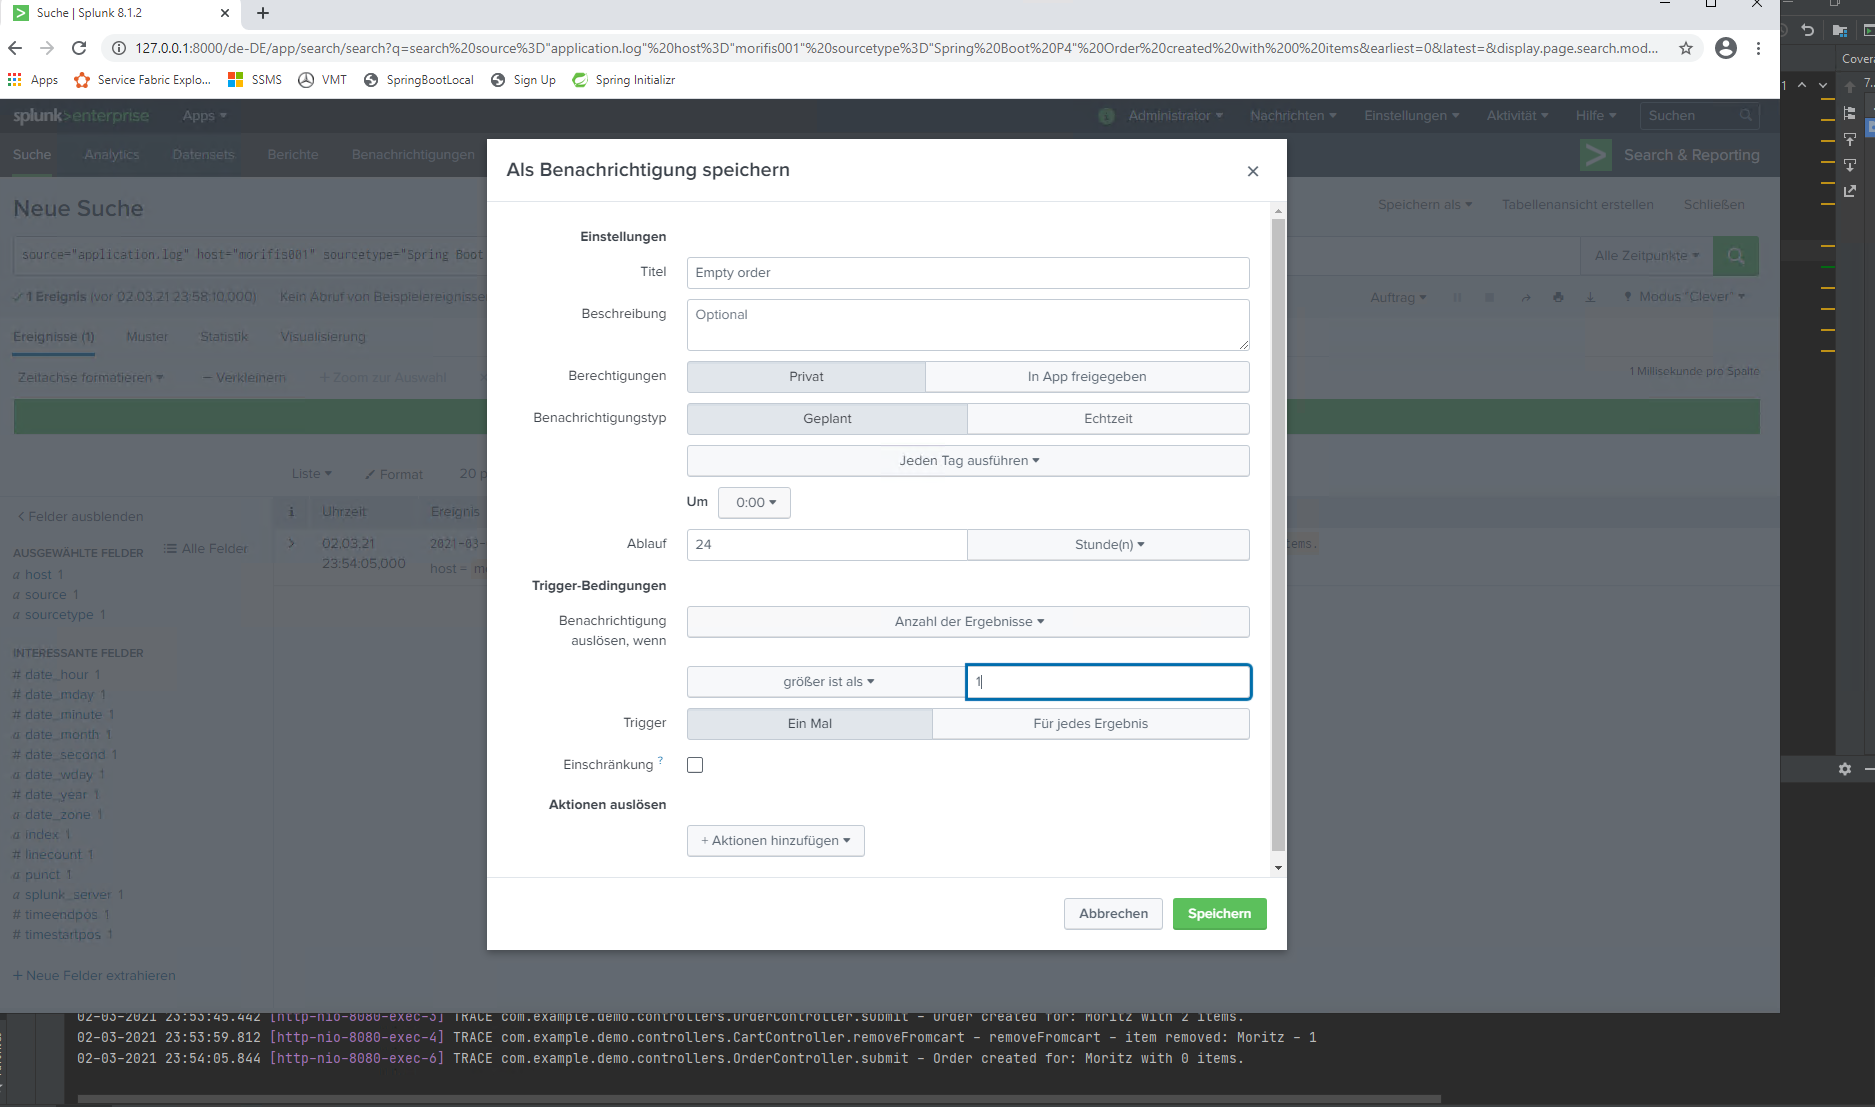 Suche | Splunk 8.1.2
127.0.0.1:8000/de-DE/app/search/search?q=search%20source%3D"application.log"%20host%3D"morifis001"%20sourcetype%3D"Spring%20Boot%20P4"%20Order%20created%20with%200%20items&earliest=0&latest=&display.page.search.mod...
Apps Service Fabric Explo... SSMS VMT SpringBootLocal Sign Up Spring Initializr
Cover
1
7..
splunk>enterprise Apps
Administrator Nachrichten Einstellungen Aktivität Hilfe Suchen
Suche Analytics Datensets Berichte Benachrichtigungen
Search & Reporting
Neue Suche
Speichern als Tabellenansicht erstellen Schließen
source="application.log" host="morifis001" sourcetype="Spring Boot
Alle Zeitpunkte
✓ 1 Ereignis (vor 02.03.21 23:58:10,000) Kein Abruf von Beispielereignisse
Auftrag Modus "Clever"
Ereignisse (1) Muster Statistik Visualisierung
Zeitachse formatieren — Verkleinern + Zoom zur Auswahl
1 Millisekunde pro Spalte
Liste Format 20 p
< Felder ausblenden
i Uhrzeit Ereignis
AUSGEWÄHLTE FELDER Alle Felder
> 02.03.21 23:54:05,000
2021-03-
tems.
host =
a host 1
a source 1
a sourcetype 1
INTERESSANTE FELDER
# date_hour 1
# date_mday 1
# date_minute 1
a date_month 1
# date_second 1
a date_wday 1
# date_year 1
a date_zone 1
a index 1
# linecount 1
a punct 1
a splunk_server 1
# timeendpos 1
# timestartpos 1
+ Neue Felder extrahieren
Als Benachrichtigung speichern
Einstellungen
Titel Empty order
Beschreibung Optional
Berechtigungen Privat In App freigegeben
Benachrichtigungstyp Geplant Echtzeit
Jeden Tag ausführen
Um 0:00
Ablauf 24 Stunde(n)
Trigger-Bedingungen
Benachrichtigung auslösen, wenn Anzahl der Ergebnisse
größer ist als 1
Trigger Ein Mal Für jedes Ergebnis
Einschränkung ?
Aktionen auslösen
+ Aktionen hinzufügen
Abbrechen Speichern
02-03-2021 23:53:45.442 [http-nio-8080-exec-3] TRACE com.example.demo.controllers.OrderController.submit - Order created for: Moritz with 2 items.
02-03-2021 23:53:59.812 [http-nio-8080-exec-4] TRACE com.example.demo.controllers.CartController.removeFromcart - removeFromcart - item removed: Moritz - 1
02-03-2021 23:54:05.844 [http-nio-8080-exec-6] TRACE com.example.demo.controllers.OrderController.submit - Order created for: Moritz with 0 items.